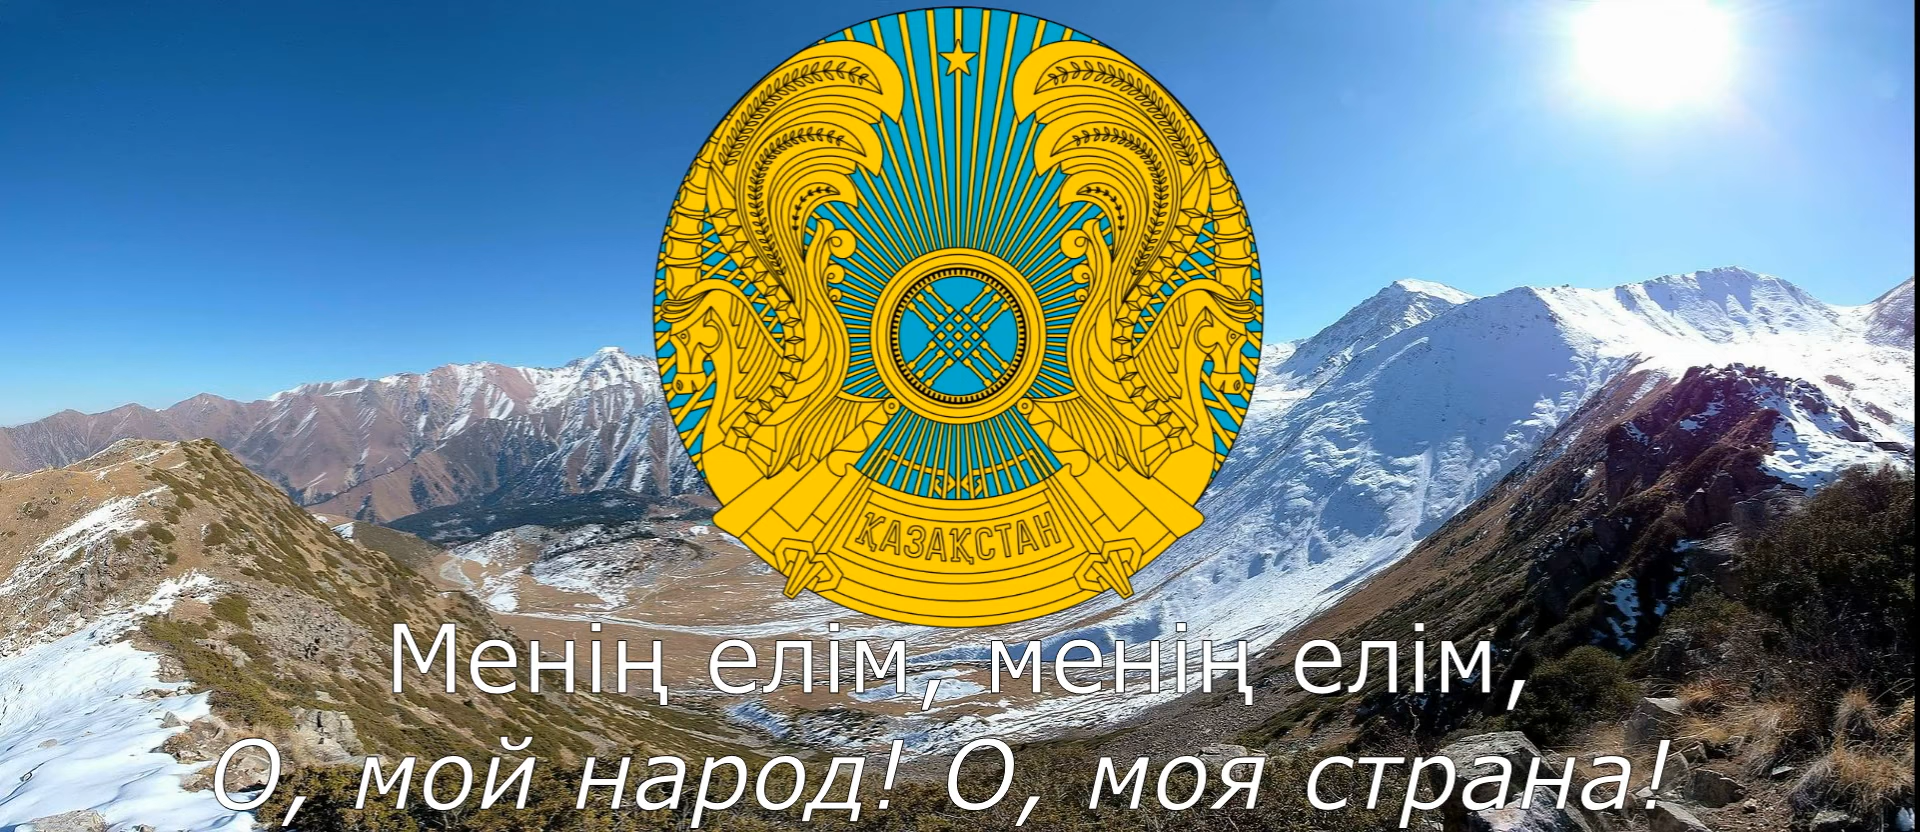 ҚАЗАҚСТАН
Менің елім, менің елім,
О, мой народ! О, моя страна!